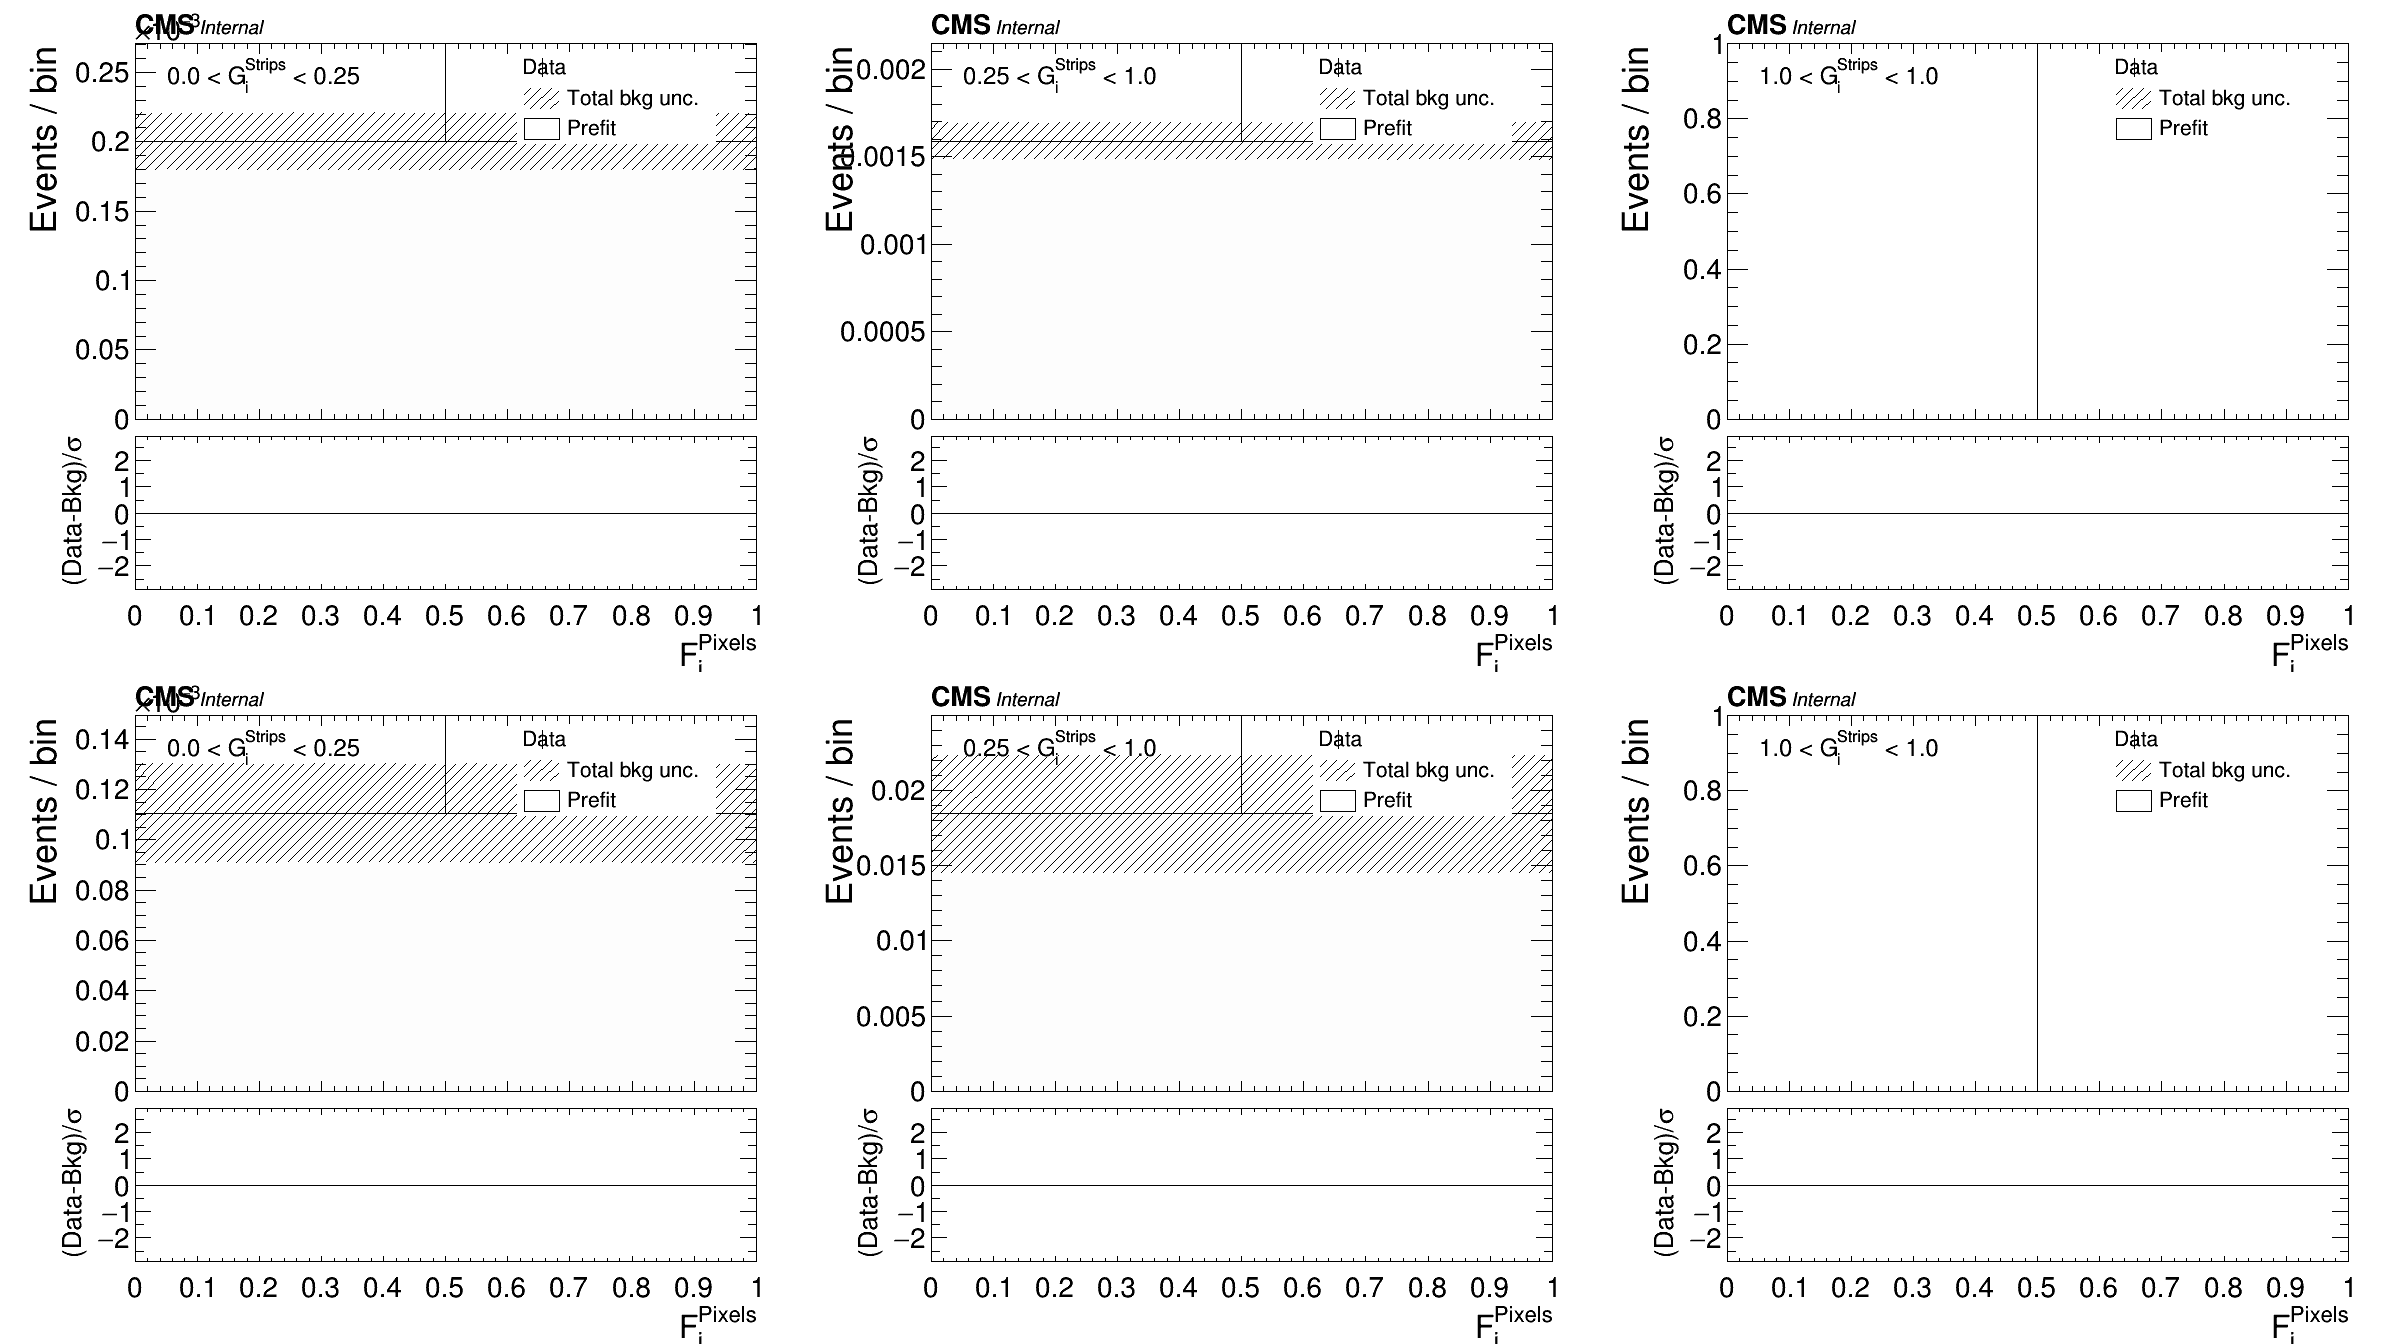 CMS Internal
×10⁻³
Events / bin
0.0 < G_i^Strips < 0.25
Data
Total bkg unc.
Prefit
0.25
0.2
0.15
0.1
0.05
0
(Data-Bkg)/σ
2
1
0
−1
−2
0 0.1 0.2 0.3 0.4 0.5 0.6 0.7 0.8 0.9 1
F_i^Pixels
CMS Internal
Events / bin
0.25 < G_i^Strips < 1.0
Data
Total bkg unc.
Prefit
0.002
0.0015
0.001
0.0005
0
(Data-Bkg)/σ
2
1
0
−1
−2
0 0.1 0.2 0.3 0.4 0.5 0.6 0.7 0.8 0.9 1
F_i^Pixels
CMS Internal
Events / bin
1.0 < G_i^Strips < 1.0
Data
Total bkg unc.
Prefit
1
0.8
0.6
0.4
0.2
0
(Data-Bkg)/σ
2
1
0
−1
−2
0 0.1 0.2 0.3 0.4 0.5 0.6 0.7 0.8 0.9 1
F_i^Pixels
CMS Internal
×10⁻³
Events / bin
0.0 < G_i^Strips < 0.25
Data
Total bkg unc.
Prefit
0.14
0.12
0.1
0.08
0.06
0.04
0.02
0
(Data-Bkg)/σ
2
1
0
−1
−2
0 0.1 0.2 0.3 0.4 0.5 0.6 0.7 0.8 0.9 1
F_i^Pixels
CMS Internal
Events / bin
0.25 < G_i^Strips < 1.0
Data
Total bkg unc.
Prefit
0.02
0.015
0.01
0.005
0
(Data-Bkg)/σ
2
1
0
−1
−2
0 0.1 0.2 0.3 0.4 0.5 0.6 0.7 0.8 0.9 1
F_i^Pixels
CMS Internal
Events / bin
1.0 < G_i^Strips < 1.0
Data
Total bkg unc.
Prefit
1
0.8
0.6
0.4
0.2
0
(Data-Bkg)/σ
2
1
0
−1
−2
0 0.1 0.2 0.3 0.4 0.5 0.6 0.7 0.8 0.9 1
F_i^Pixels